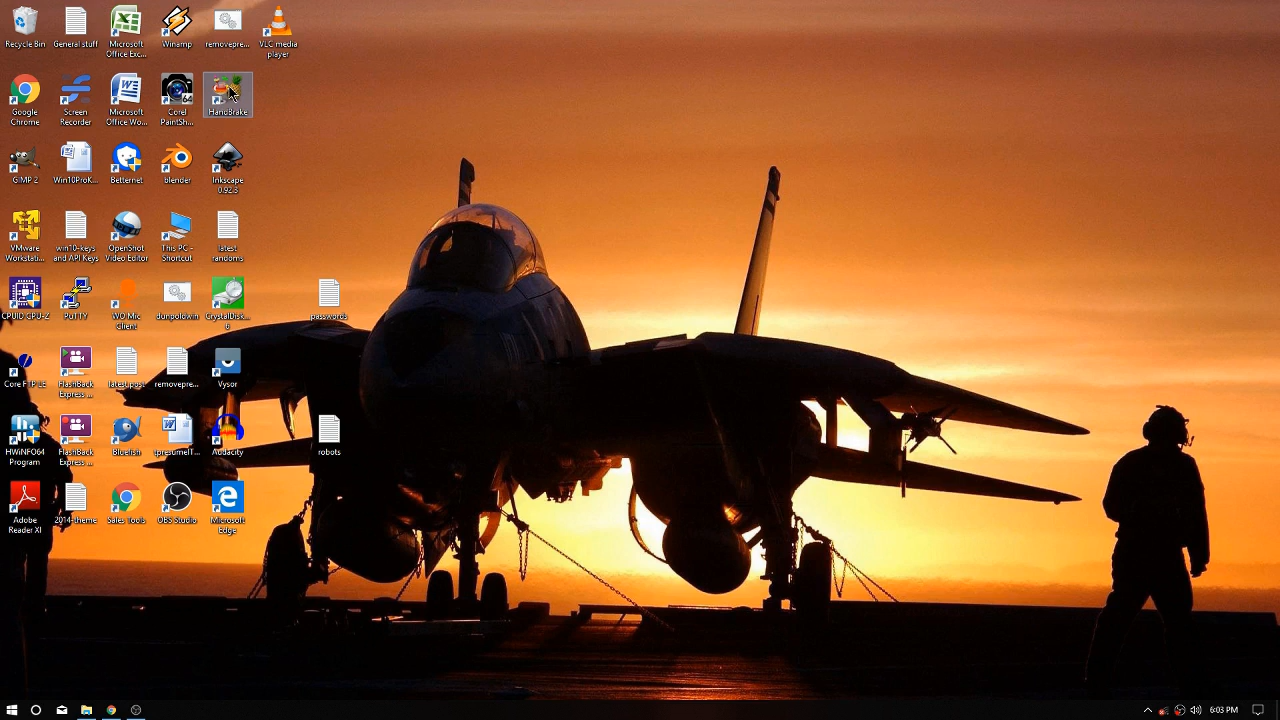 Recycle Bin
General stuff
Microsoft
Office Exc...
Winamp
removepre...
VLC media
player
Google
Chrome
Screen
Recorder
Microsoft
Office Wo...
Corel
PaintSh...
HandBrake
GIMP 2
Win10ProK...
Betternet
blender
Inkscape
0.92.3
VMware
Workstati...
win10-keys
and API Keys
OpenShot
Video Editor
This PC -
Shortcut
latest
randoms
CPUID CPU-Z
PuTTY
WO Mic
Client
dunpoldwin
CrystalDisk...
6
passwords
Core FTP LE
FlashBack
Express ...
latest.post
removepre...
Vysor
HWiNFO64
Program
FlashBack
Express ...
Bluefish
Audacity
robots
Adobe
Reader XI
2014-theme
Sales Tools
OBS Studio
Microsoft
Edge
6:03 PM